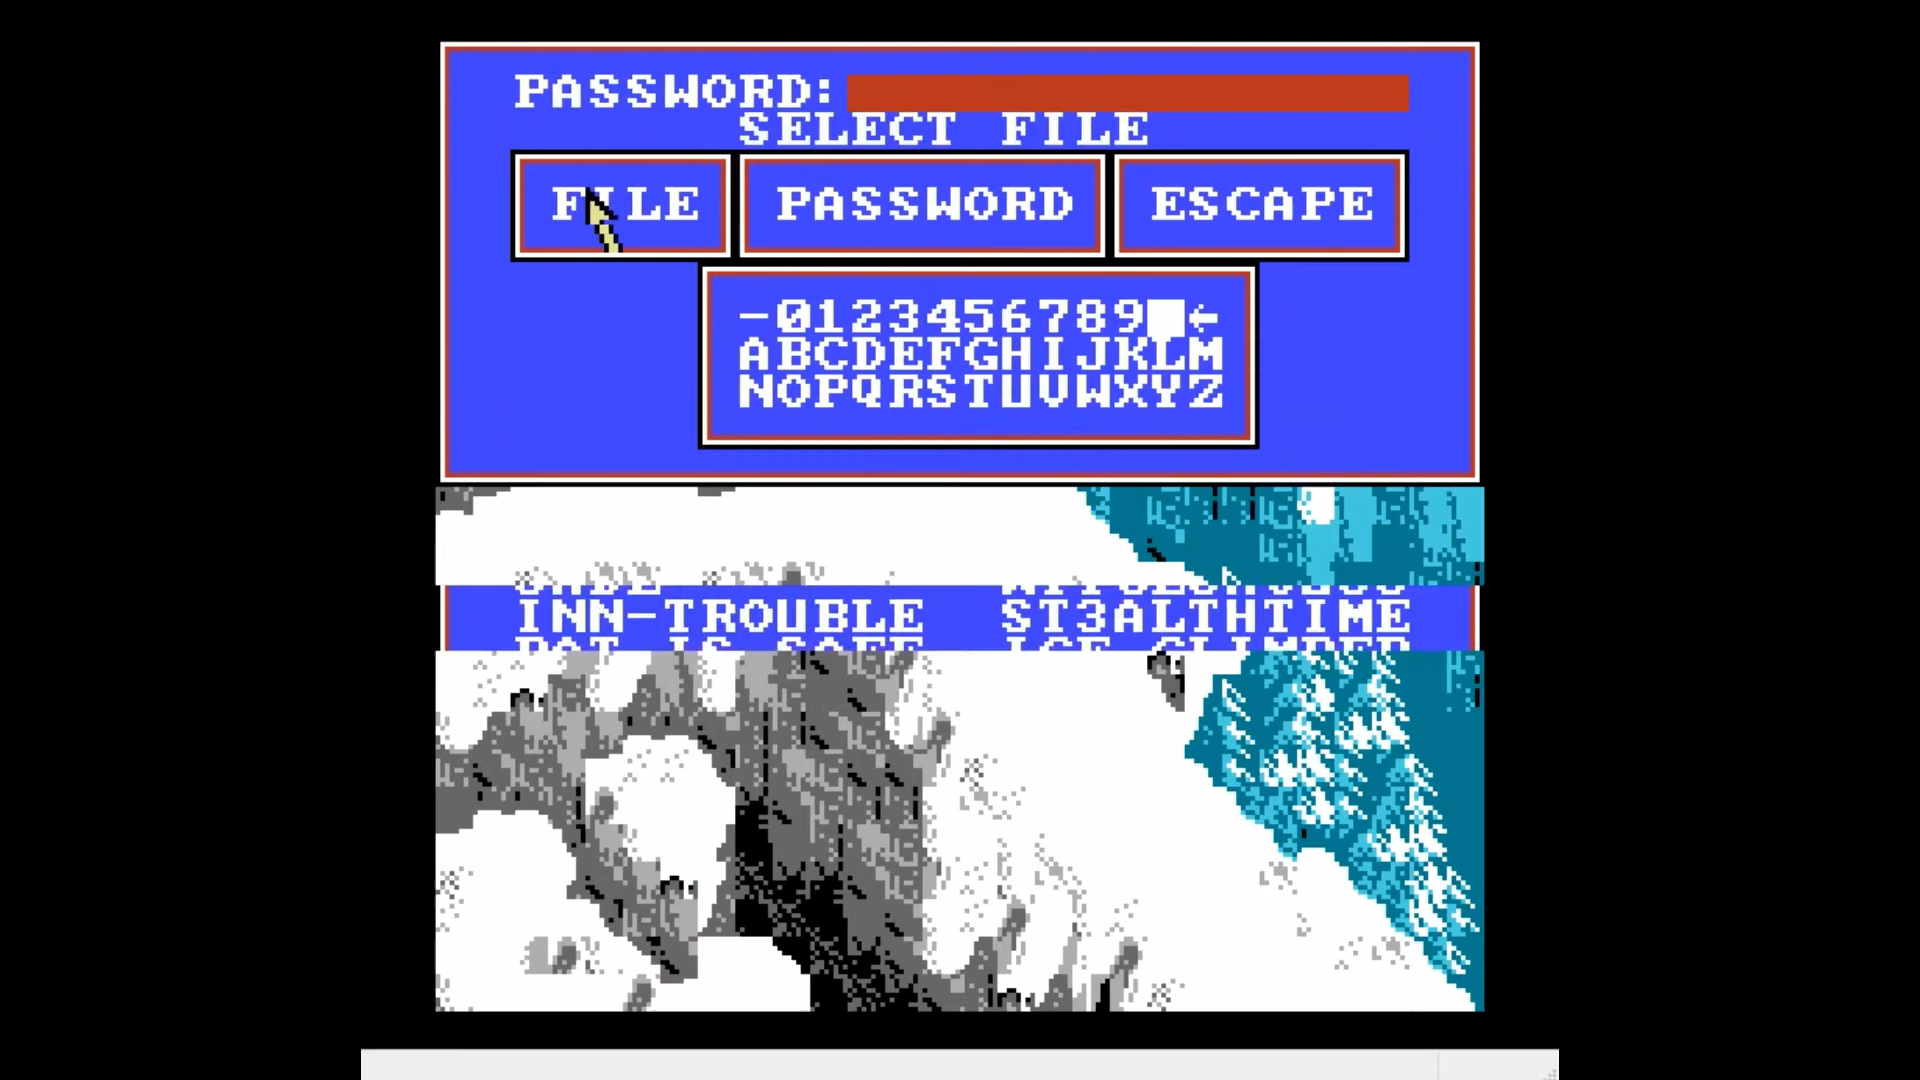 PASSWORD:
SELECT FILE
FILE PASSWORD ESCAPE
-0123456789 ←
ABCDEFGHIJKLM
NOPQRSTUVWXYZ
INN-TROUBLE ST3ALTHTIME